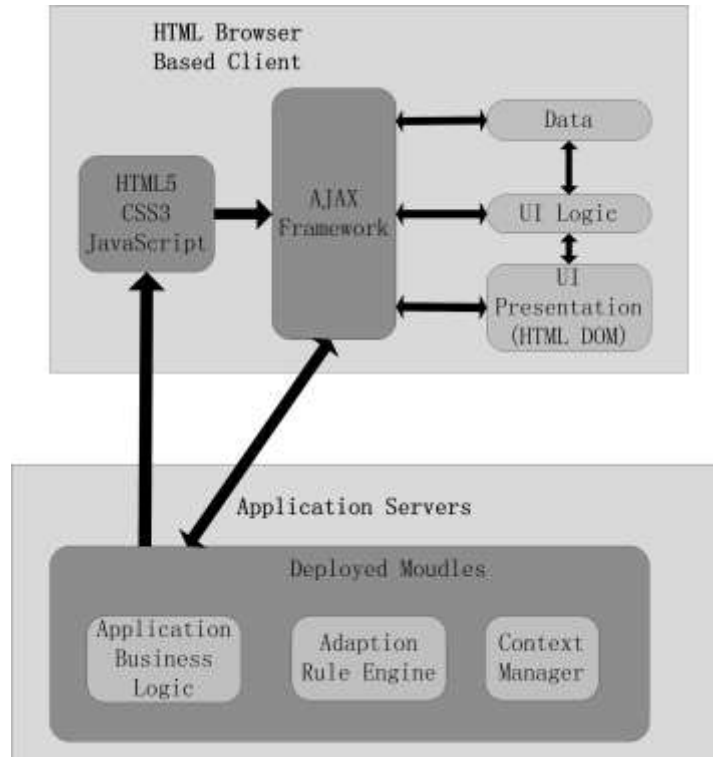 HTML Browser
Based Client
HTML5
CSS3
JavaScript
AJAX
Framework
Data
UI Logic
UI
Presentation
(HTML DOM)
Application Servers
Deployed Moudles
Application
Business
Logic
Adaption
Rule Engine
Context
Manager